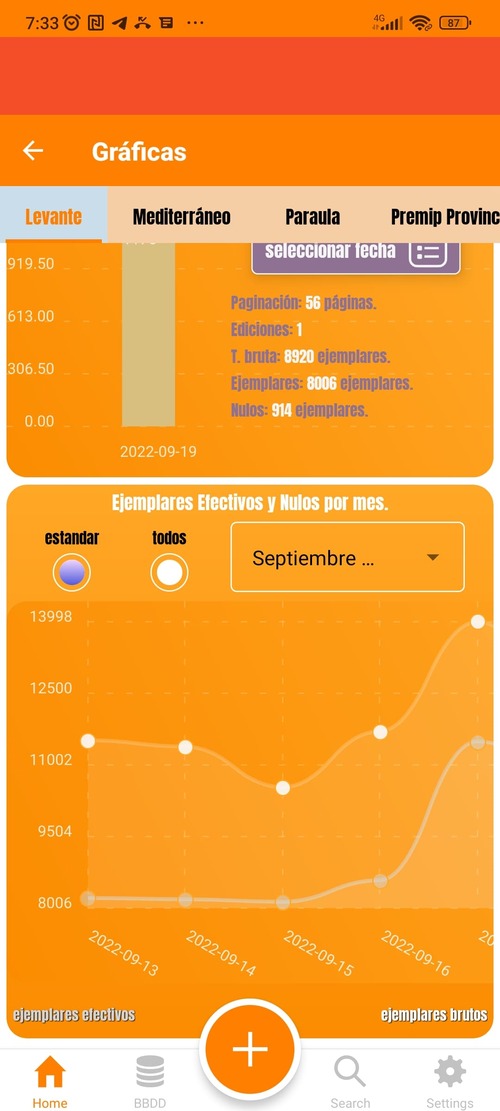 7:33
4G
87
Gráficas
Levante
Mediterráneo
Paraula
Premip Provinc
seleccionar fecha
919.50
613.00
306.50
0.00
2022-09-19
Paginación: 56 páginas.
Ediciones: 1
T. bruta: 8920 ejemplares.
Ejemplares: 8006 ejemplares.
Nulos: 914 ejemplares.
Ejemplares Efectivos y Nulos por mes.
estandar
todos
Septiembre ...
13998
12500
11002
9504
8006
2022-09-13
2022-09-14
2022-09-15
2022-09-16
20
ejemplares efectivos
ejemplares brutos
Home
BBDD
Search
Settings